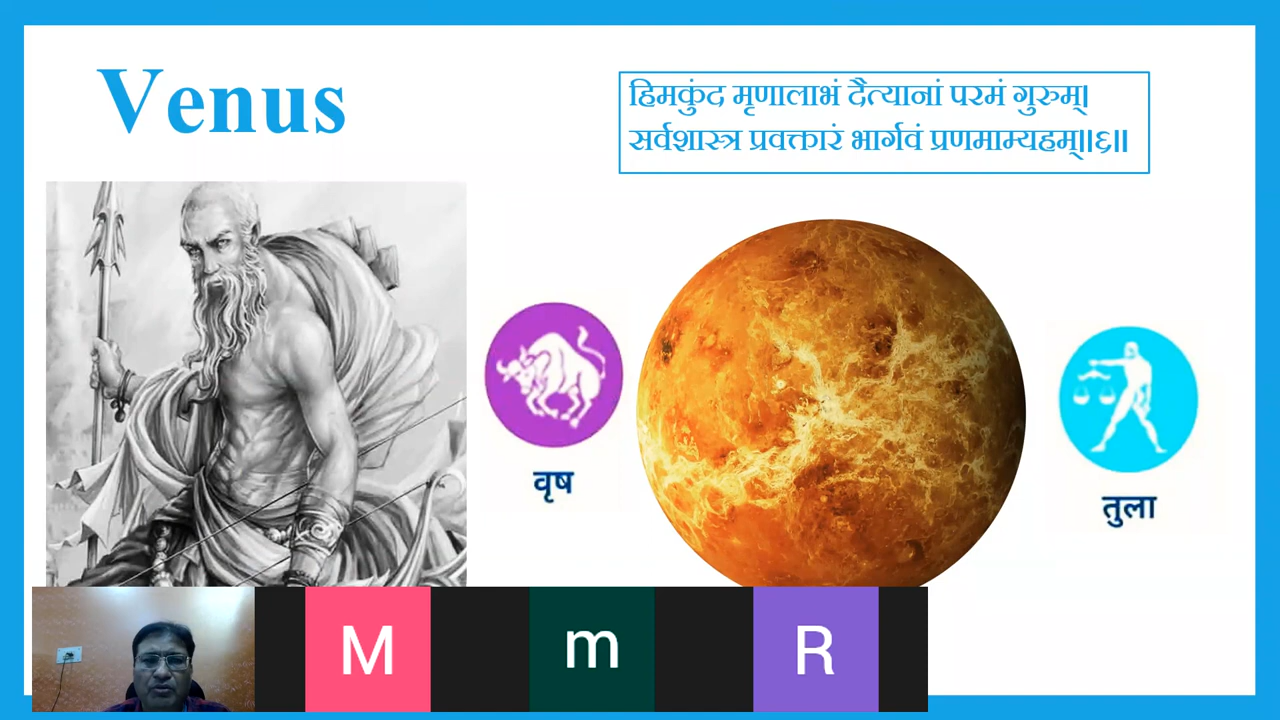 Venus
हिमकुंद मृणालाभं दैत्यानां परमं गुरुम्।
सर्वशास्त्र प्रवक्तारं भार्गवं प्रणमाम्यहम्॥६॥
वृष
तुला
M
m
R